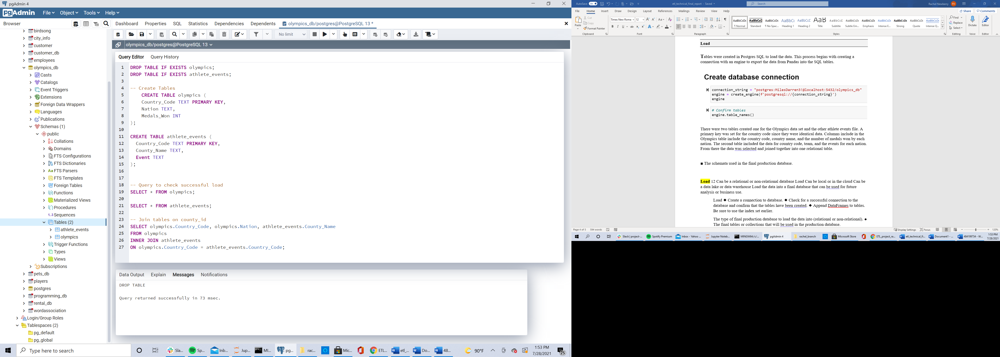 pgAdmin 4
pgAdmin File Object Tools Help
Browser
Dashboard Properties SQL Statistics Dependencies Dependents olympics_db/postgres@PostgreSQL 13 *
birdsong
city_info
customer
customer_db
employees
olympics_db
Casts
Catalogs
Event Triggers
Extensions
Foreign Data Wrappers
Languages
Publications
Schemas (1)
public
Collations
Domains
FTS Configurations
FTS Dictionaries
Aa FTS Parsers
FTS Templates
Foreign Tables
Functions
Materialized Views
Procedures
1..3 Sequences
Tables (2)
athlete_events
olympics
Trigger Functions
Types
Views
Subscriptions
pets_db
players
postgres
programming_db
rental_db
wordassociation
Login/Group Roles
Tablespaces (2)
pg_default
pg_global
No limit
olympics_db/postgres@PostgreSQL 13
Query Editor Query History
1 DROP TABLE IF EXISTS olympics;
2 DROP TABLE IF EXISTS athlete_events;
3
4 -- Create Tables
5 CREATE TABLE olympics (
6 Country_Code TEXT PRIMARY KEY,
7 Nation TEXT,
8 Medals_Won INT
9 );
10
11 CREATE TABLE athlete_events (
12 Country_Code TEXT PRIMARY KEY,
13 County_Name TEXT,
14 Event TEXT
15 );
16
17
18 -- Query to check successful load
19 SELECT * FROM olympics;
20
21 SELECT * FROM athlete_events;
22
23 -- Join tables on county_id
24 SELECT olympics.Country_Code, olympics.Nation, athlete_events.County_Name
25 FROM olympics
26 INNER JOIN athlete_events
27 ON olympics.Country_Code = athlete_events.Country_Code;
Data Output Explain Messages Notifications
DROP TABLE
Query returned successfully in 73 msec.
Type here to search
Sla... Sp... Inb... Jup... MI... pg... rac... Mic... ETL... etl_... Do... 48...
90°F
1:53 PM
7/28/2021
25
AutoSave On etl_technical_final_report - Saved Search Rachel Newberry RN
File Home Insert Draw Design Layout References Mailings Review View Help Share Comments
Paste
Cut
Copy
Format Painter
Times New Roma 12 Aa
B I U ab x₂ x² A A
AaBbCcDc AaBbCcD AaBbCcDc AaBbC AaBbCcE AaB AaBbCcE AaBbCcDc AaBbCcDc AaBbCcDc AaBbCcDc AaBbCcDc AaBbCcDc
¶ Normal Standard ¶ No Spac... Heading 1 Heading 2 Title Subtitle Subtle Em... Emphasis Intense E... Strong Quote Intense Q...
Find
Replace
Select
Dictate
Editor
Clipboard Font Paragraph Styles Editing Voice Editor
Load
Tables were created in Postgres SQL to load the data. This process begins with creating a
connection with an engine to export the data from Pandas into the SQL tables.
Create database connection
connection_string = "postgres:MilesDarren3!@localhost:5432/olympics_db"
engine = create_engine(f'postgresql://{connection_string}')
engine
# Confirm tables
engine.table_names()
There were two tables created one for the Olympics data set and the other athlete events file. A
primary key was set for the country code since they were identical data. Columns include in the
Olympics table include the country code, country name, and the number of medals won by each
nation. The second table included the data for country code, team, and the events for each nation.
From there the data was selected and joined together into one relational table.
■ The schemata used in the final production database.
Load 12 Can be a relational or non-relational database Load Can be local or in the cloud Can be
a data lake or data warehouse Load the data into a final database that can be used for future
analysis or business use.
Load ◆ Create a connection to database. ◆ Check for a successful connection to the
database and confirm that the tables have been created. ◆ Append DataFrames to tables.
Be sure to use the index set earlier.
The type of final production database to load the data into (relational or non-relational). ●
The final tables or collections that will be used in the production database.
Page 4 of 5 594 words Display Settings Focus 120%
Slack | project-... Spotify Premium Inbox - Yahoo ... Jupyter Noteb... MINGW64:/c/... pgAdmin 4 rachel_branch Microsoft Store ETL_project_ra... etl_technical_fi... Document1 - ... 484199734 - W...
1:53 PM
7/28/2021